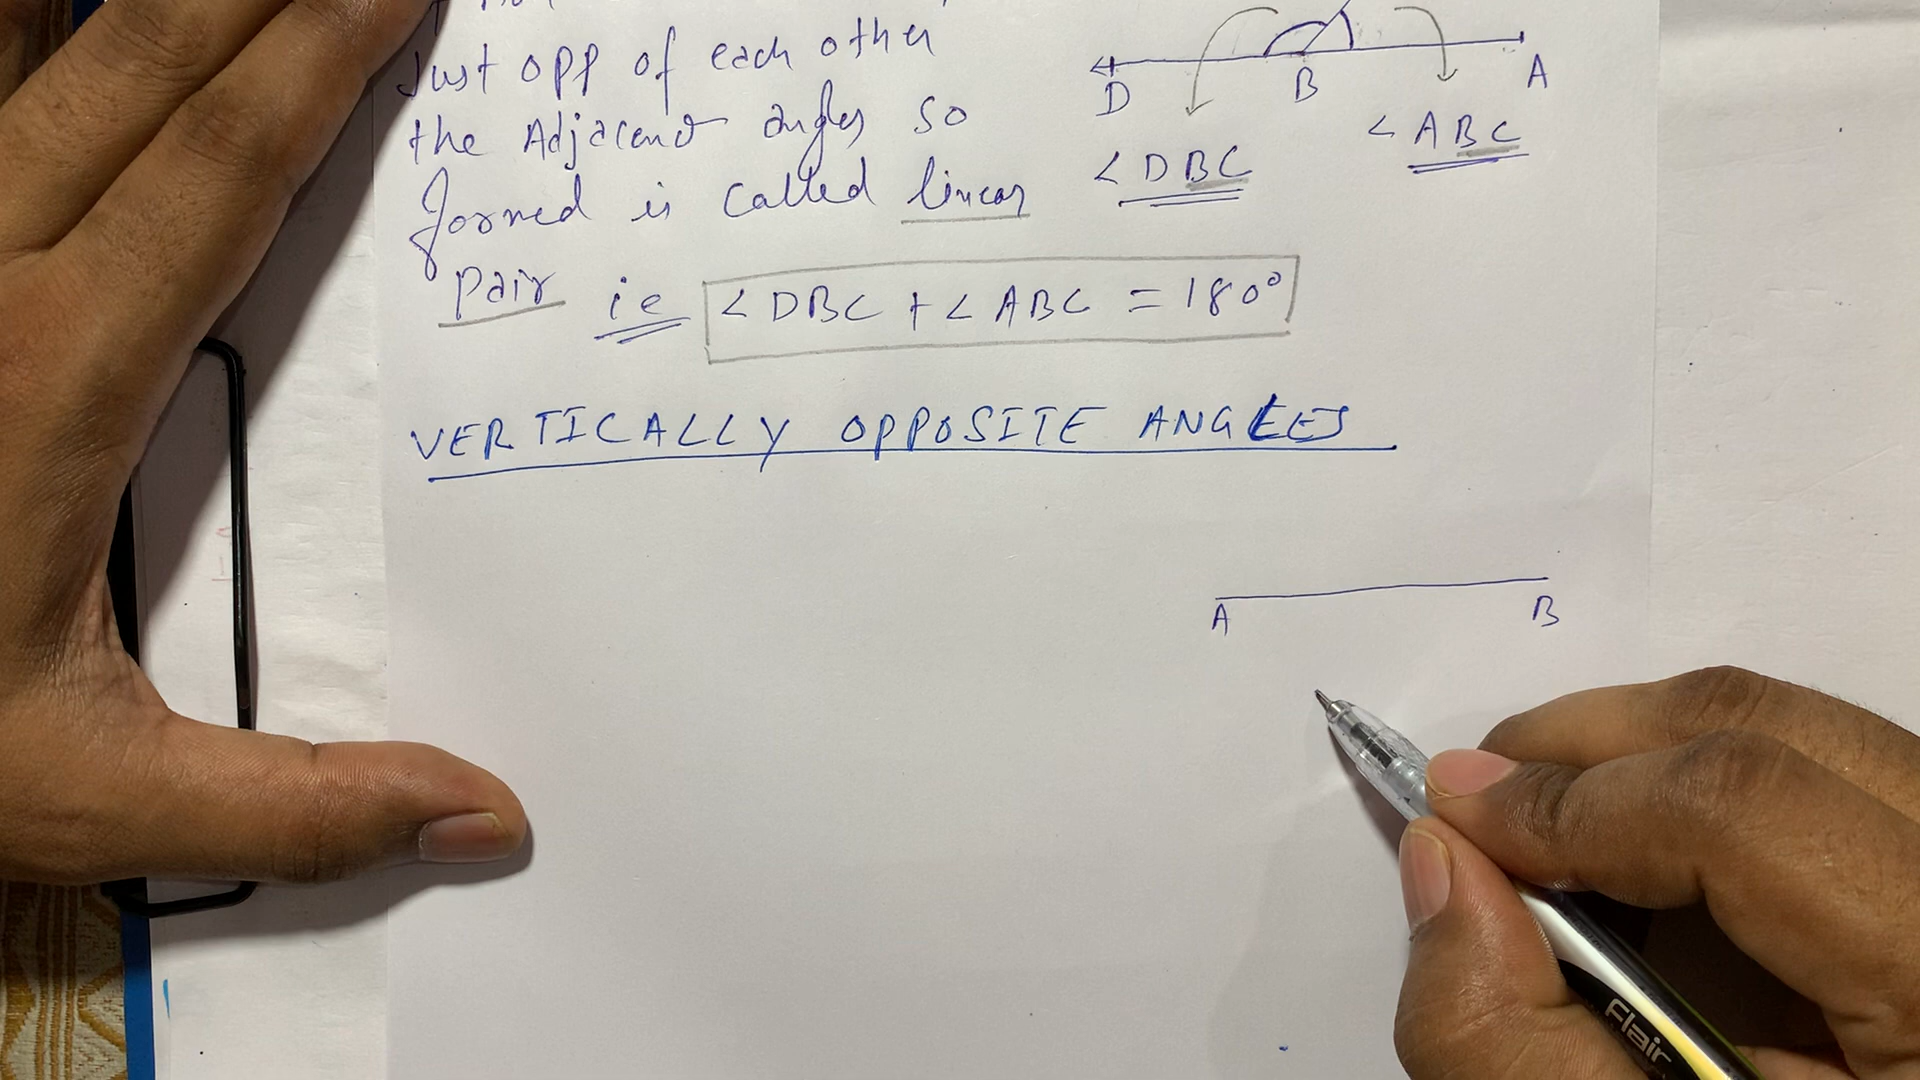 Just opp of each other
the Adjacent angles so
formed is called linear
pair ie <DBC + <ABC = 180°
D B A
<DBC <ABC
VERTICALLY OPPOSITE ANGLES
A B
Flair